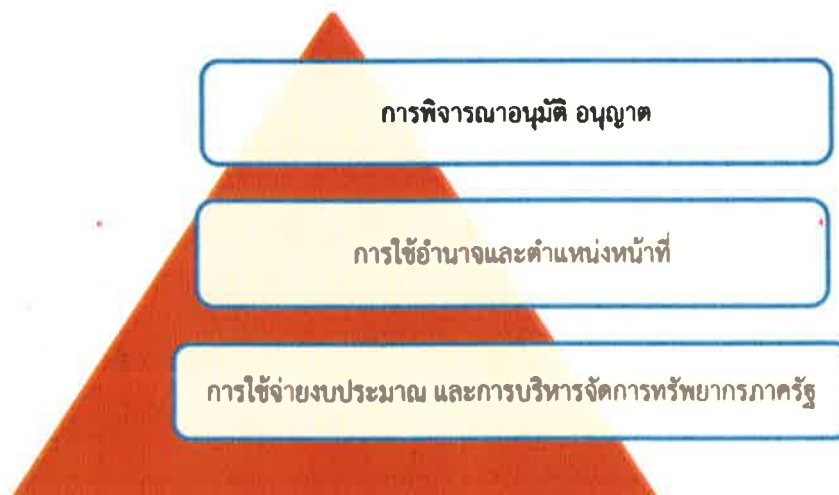 การพิจารณาอนุมัติ อนุญาต
การใช้อำนาจและตำแหน่งหน้าที่
การใช้จ่ายงบประมาณ และการบริหารจัดการทรัพยากรภาครัฐ